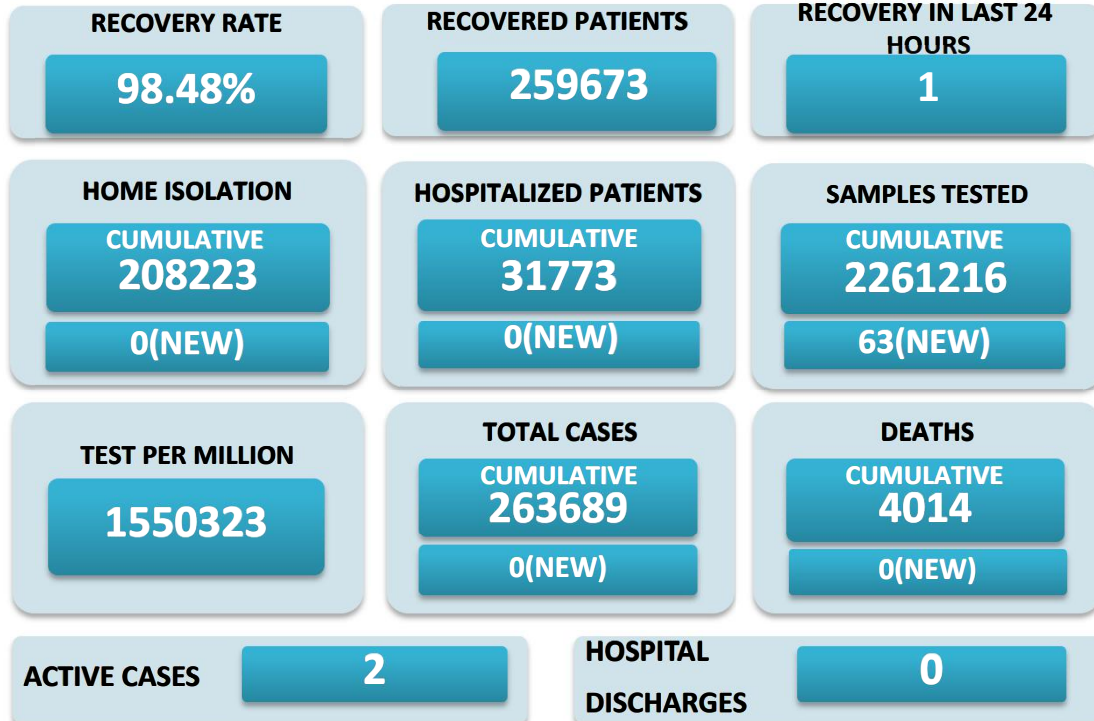 RECOVERY RATE
98.48%
RECOVERED PATIENTS
259673
RECOVERY IN LAST 24
HOURS
1
HOME ISOLATION
CUMULATIVE
208223
0(NEW)
HOSPITALIZED PATIENTS
CUMULATIVE
31773
0(NEW)
SAMPLES TESTED
CUMULATIVE
2261216
63(NEW)
TEST PER MILLION
1550323
TOTAL CASES
CUMULATIVE
263689
0(NEW)
DEATHS
CUMULATIVE
4014
0(NEW)
ACTIVE CASES
2
HOSPITAL
DISCHARGES
0